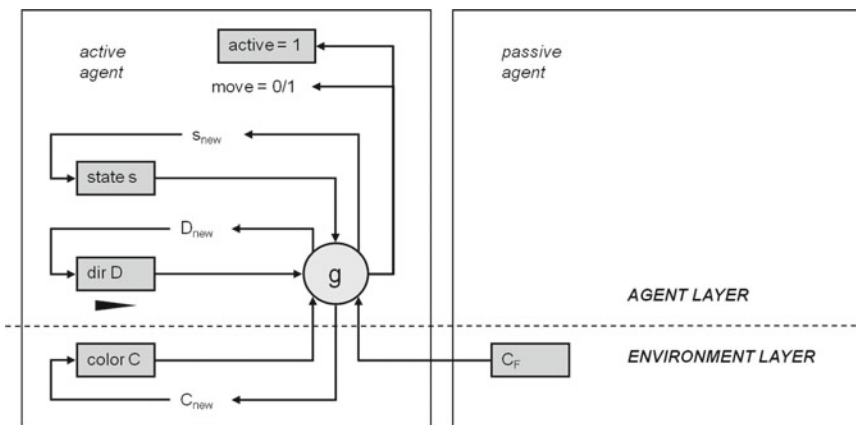 active
agent
active = 1
move = 0/1
passive
agent
s_new
state s
D_new
dir D
g
AGENT LAYER
color C
C_F
ENVIRONMENT LAYER
C_new